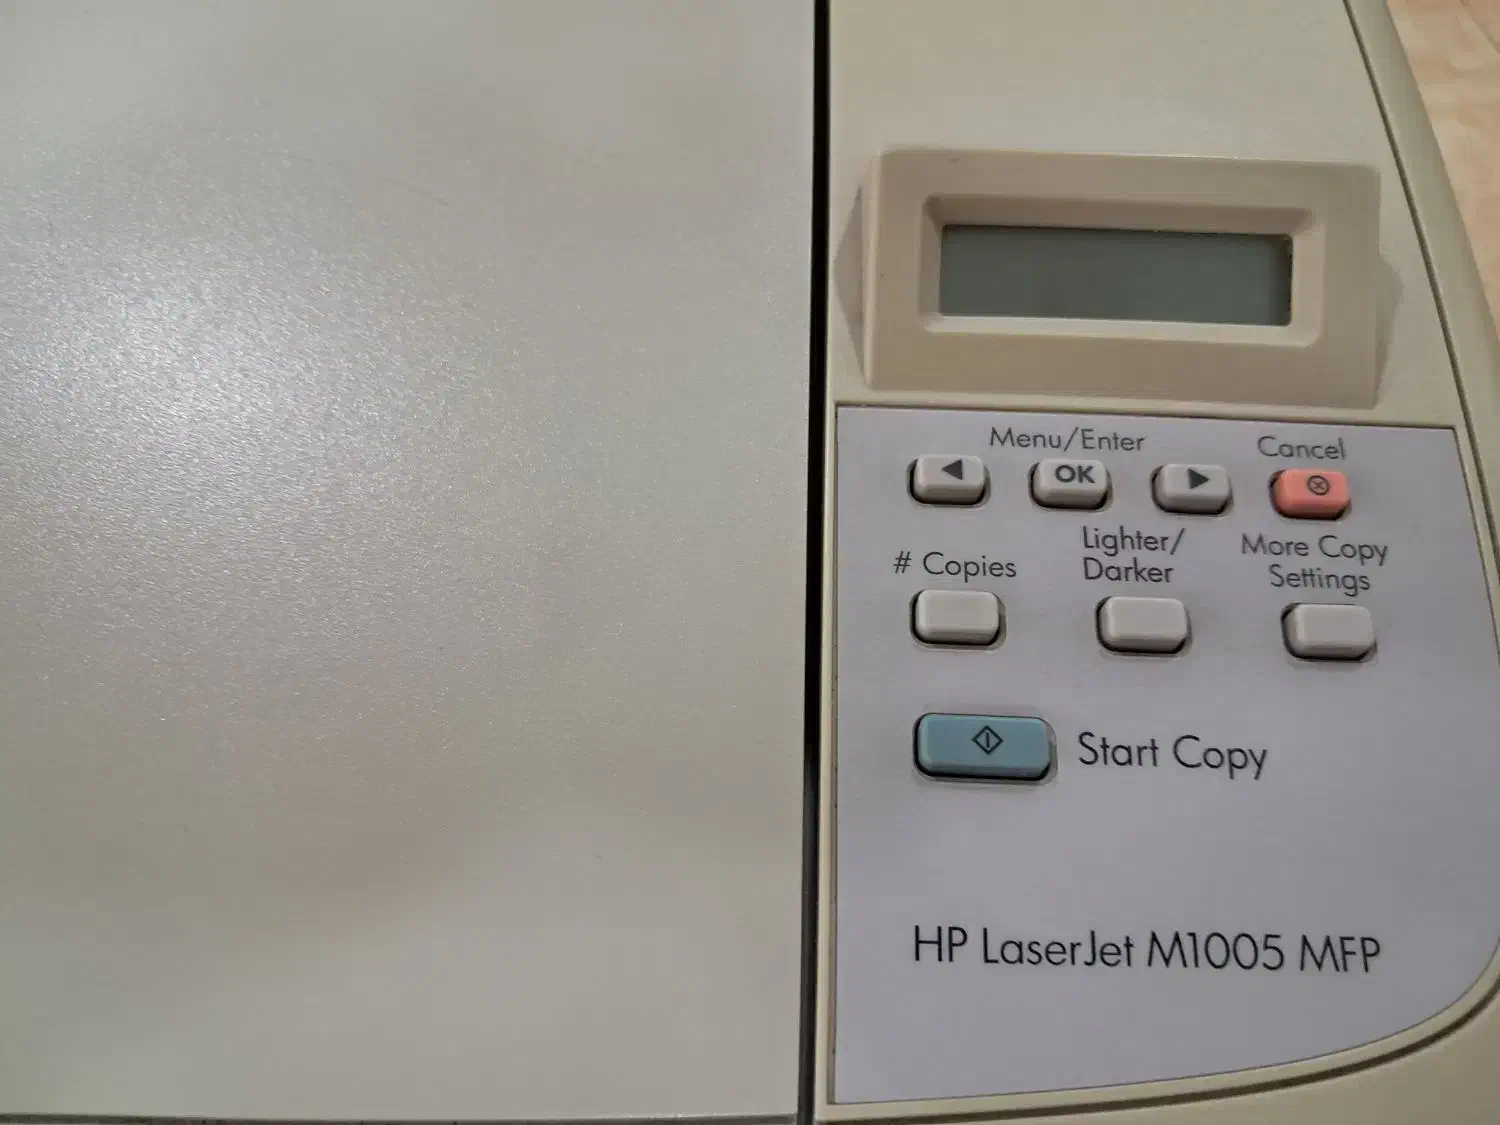 Menu/Enter
Cancel
OK
# Copies
Lighter/
Darker
More Copy
Settings
Start Copy
HP LaserJet M1005 MFP